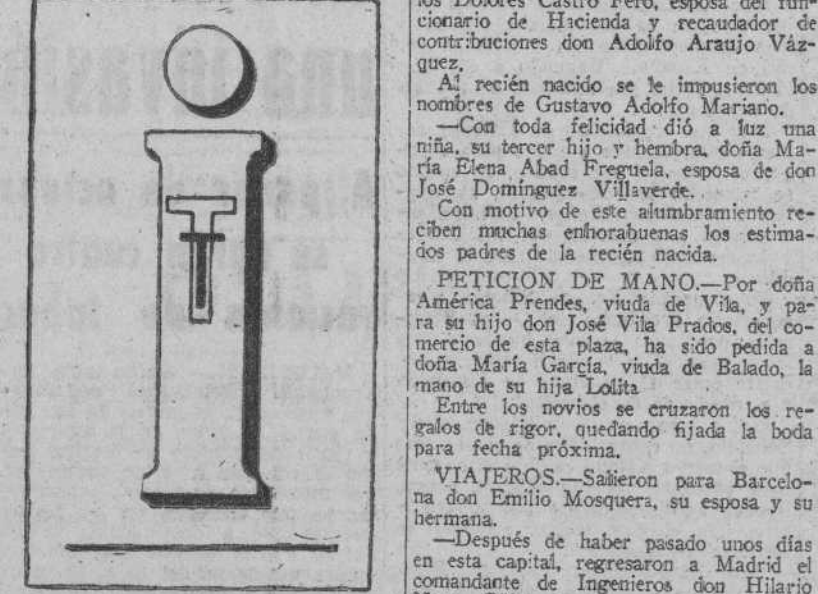 los Dolores Castro Fero, esposa del fun-
cionario de Hacienda y recaudador de
contribuciones don Adolfo Araujo Váz-
quez.
Al recién nacido se le impusieron los
nombres de Gustavo Adolfo Mariano.
—Con toda felicidad dió a luz una
niña, su tercer hijo y hembra, doña Ma-
ría Elena Abad Freguela, esposa de don
José Domínguez Villaverde.
Con motivo de este alumbramiento re-
ciben muchas enhorabuenas los estima-
dos padres de la recién nacida.
PETICION DE MANO.—Por doña
América Prendes, viuda de Vila, y pa-
ra su hijo don José Vila Prados, del co-
mercio de esta plaza, ha sido pedida a
doña María García, viuda de Balado, la
mano de su hija Lolita
Entre los novios se cruzaron los re-
galos de rigor, quedando fijada la boda
para fecha próxima.
VIAJEROS.—Salieron para Barcelo-
na don Emilio Mosquera, su esposa y su
hermana.
—Después de haber pasado unos días
en esta capital, regresaron a Madrid el
comandante de Ingenieros don Hilario